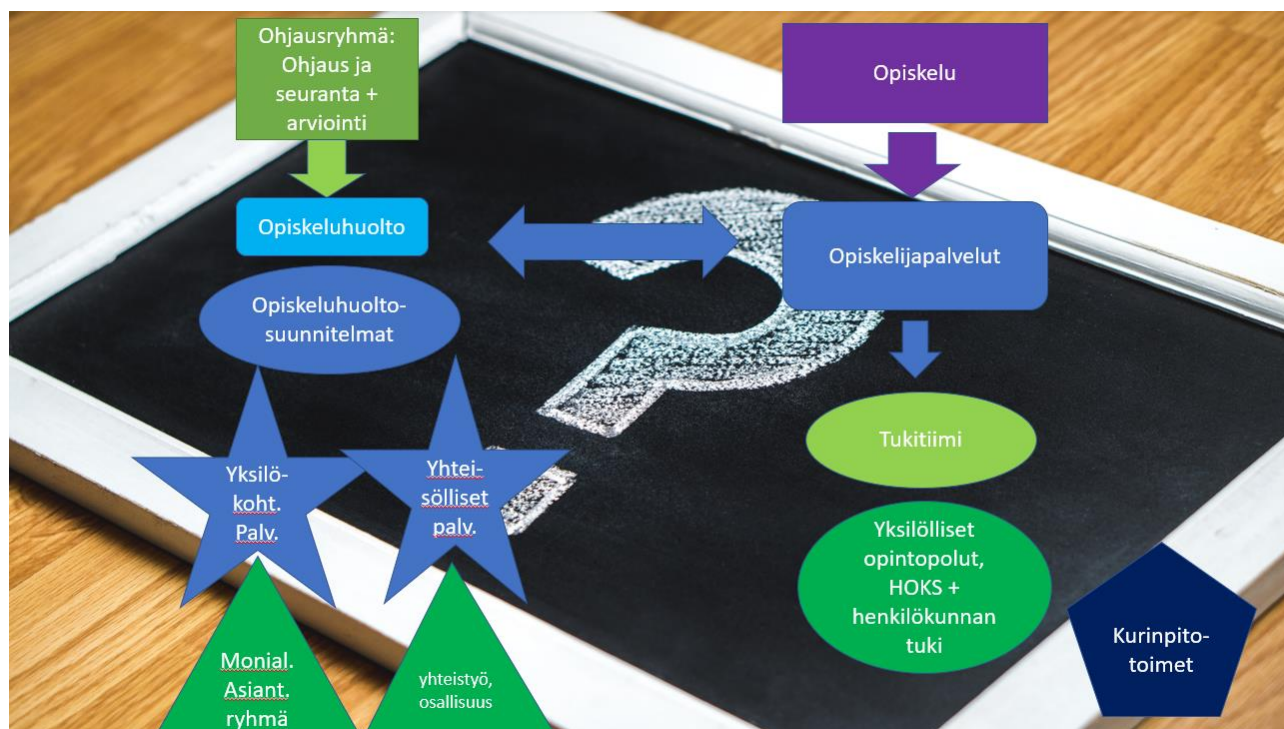 Ohjausryhmä:
Ohjaus ja
seuranta +
arviointi
Opiskeluhuolto
Opiskeluhuolto-
suunnitelmat
Yksilö-
koht.
Palv.
Yhtei-
sölliset
palv.
Monial.
Asiant.
ryhmä
yhteistyö,
osallisuus
Opiskelu
Opiskelijapalvelut
Tukitiimi
Yksilölliset
opintopolut,
HOKS +
henkilökunnan
tuki
Kurinpito-
toimet